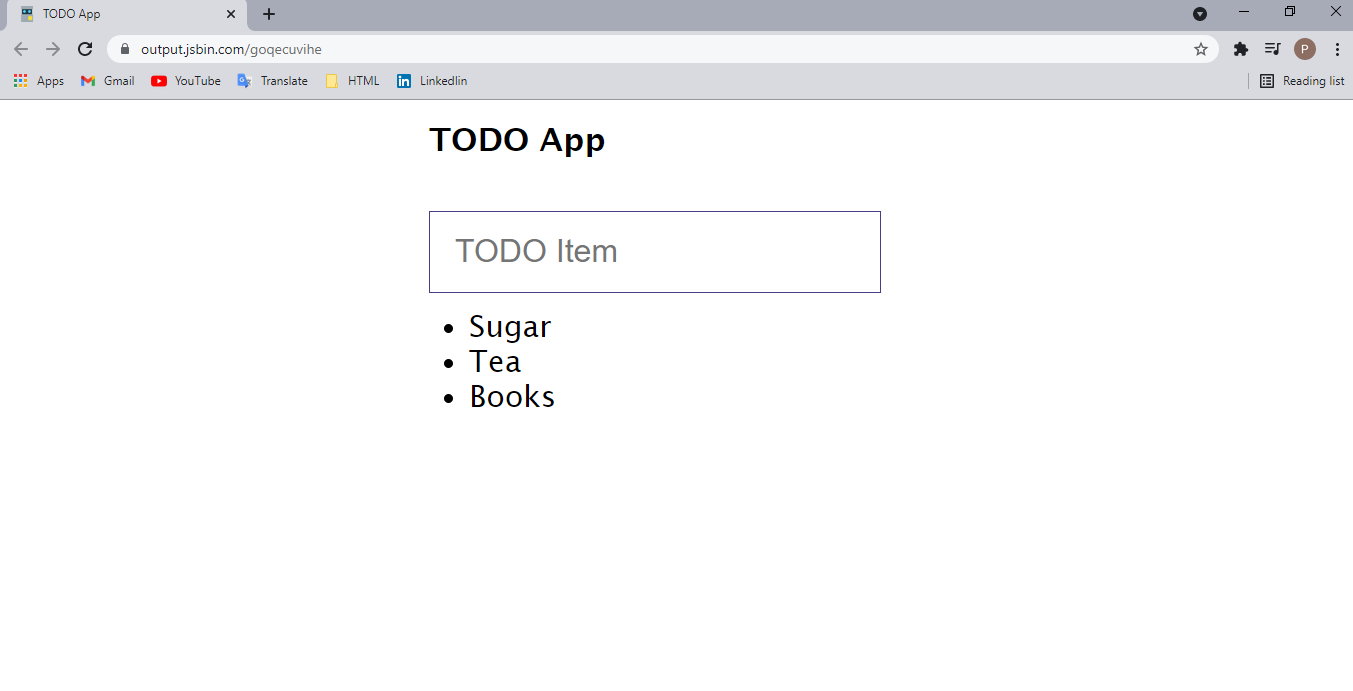 TODO App
output.jsbin.com/goqecuvihe
P
Apps Gmail YouTube Translate HTML LinkedIin Reading list
TODO App
TODO Item
Sugar
Tea
Books